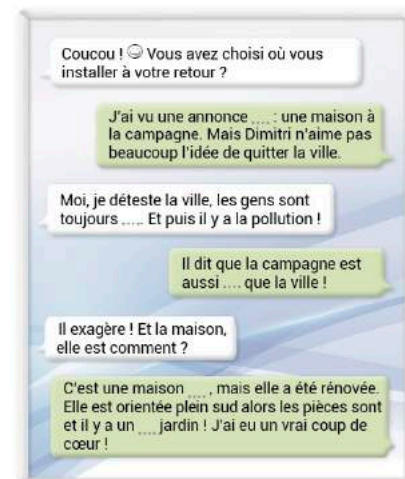 Coucou ! ☺ Vous avez choisi où vous
installer à votre retour ?
J'ai vu une annonce .... : une maison à
la campagne. Mais Dimitri n'aime pas
beaucoup l'idée de quitter la ville.
Moi, je déteste la ville, les gens sont
toujours .... Et puis il y a la pollution !
Il dit que la campagne est
aussi .... que la ville !
Il exagère ! Et la maison,
elle est comment ?
C'est une maison ...., mais elle a été rénovée.
Elle est orientée plein sud alors les pièces sont
et il y a un .... jardin ! J'ai eu un vrai coup de
cœur !